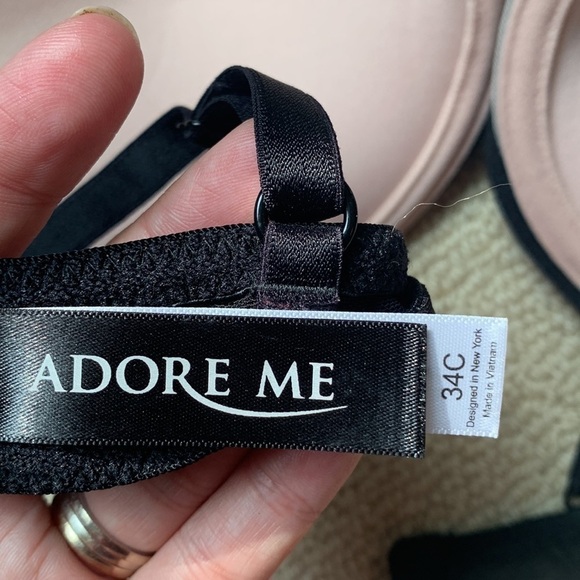 ADORE ME
34C
Designed in New York
Made in Vietnam